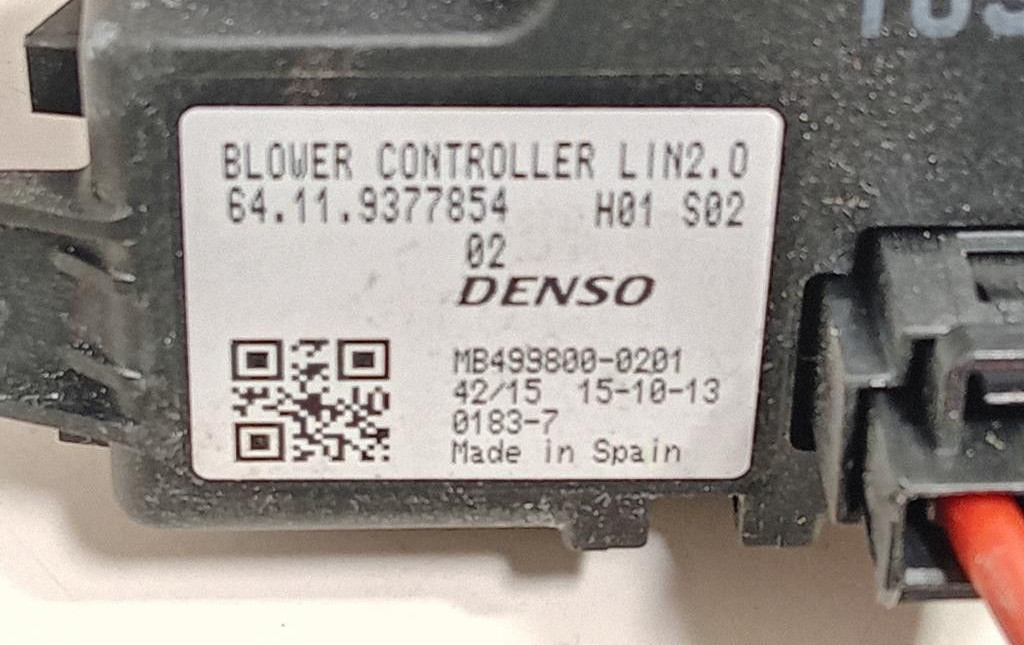 BLOWER CONTROLLER LIN2.0
64.11.9377854 H01 S02
02
DENSO
MB499800-0201
42/15 15-10-13
0183-7
Made in Spain